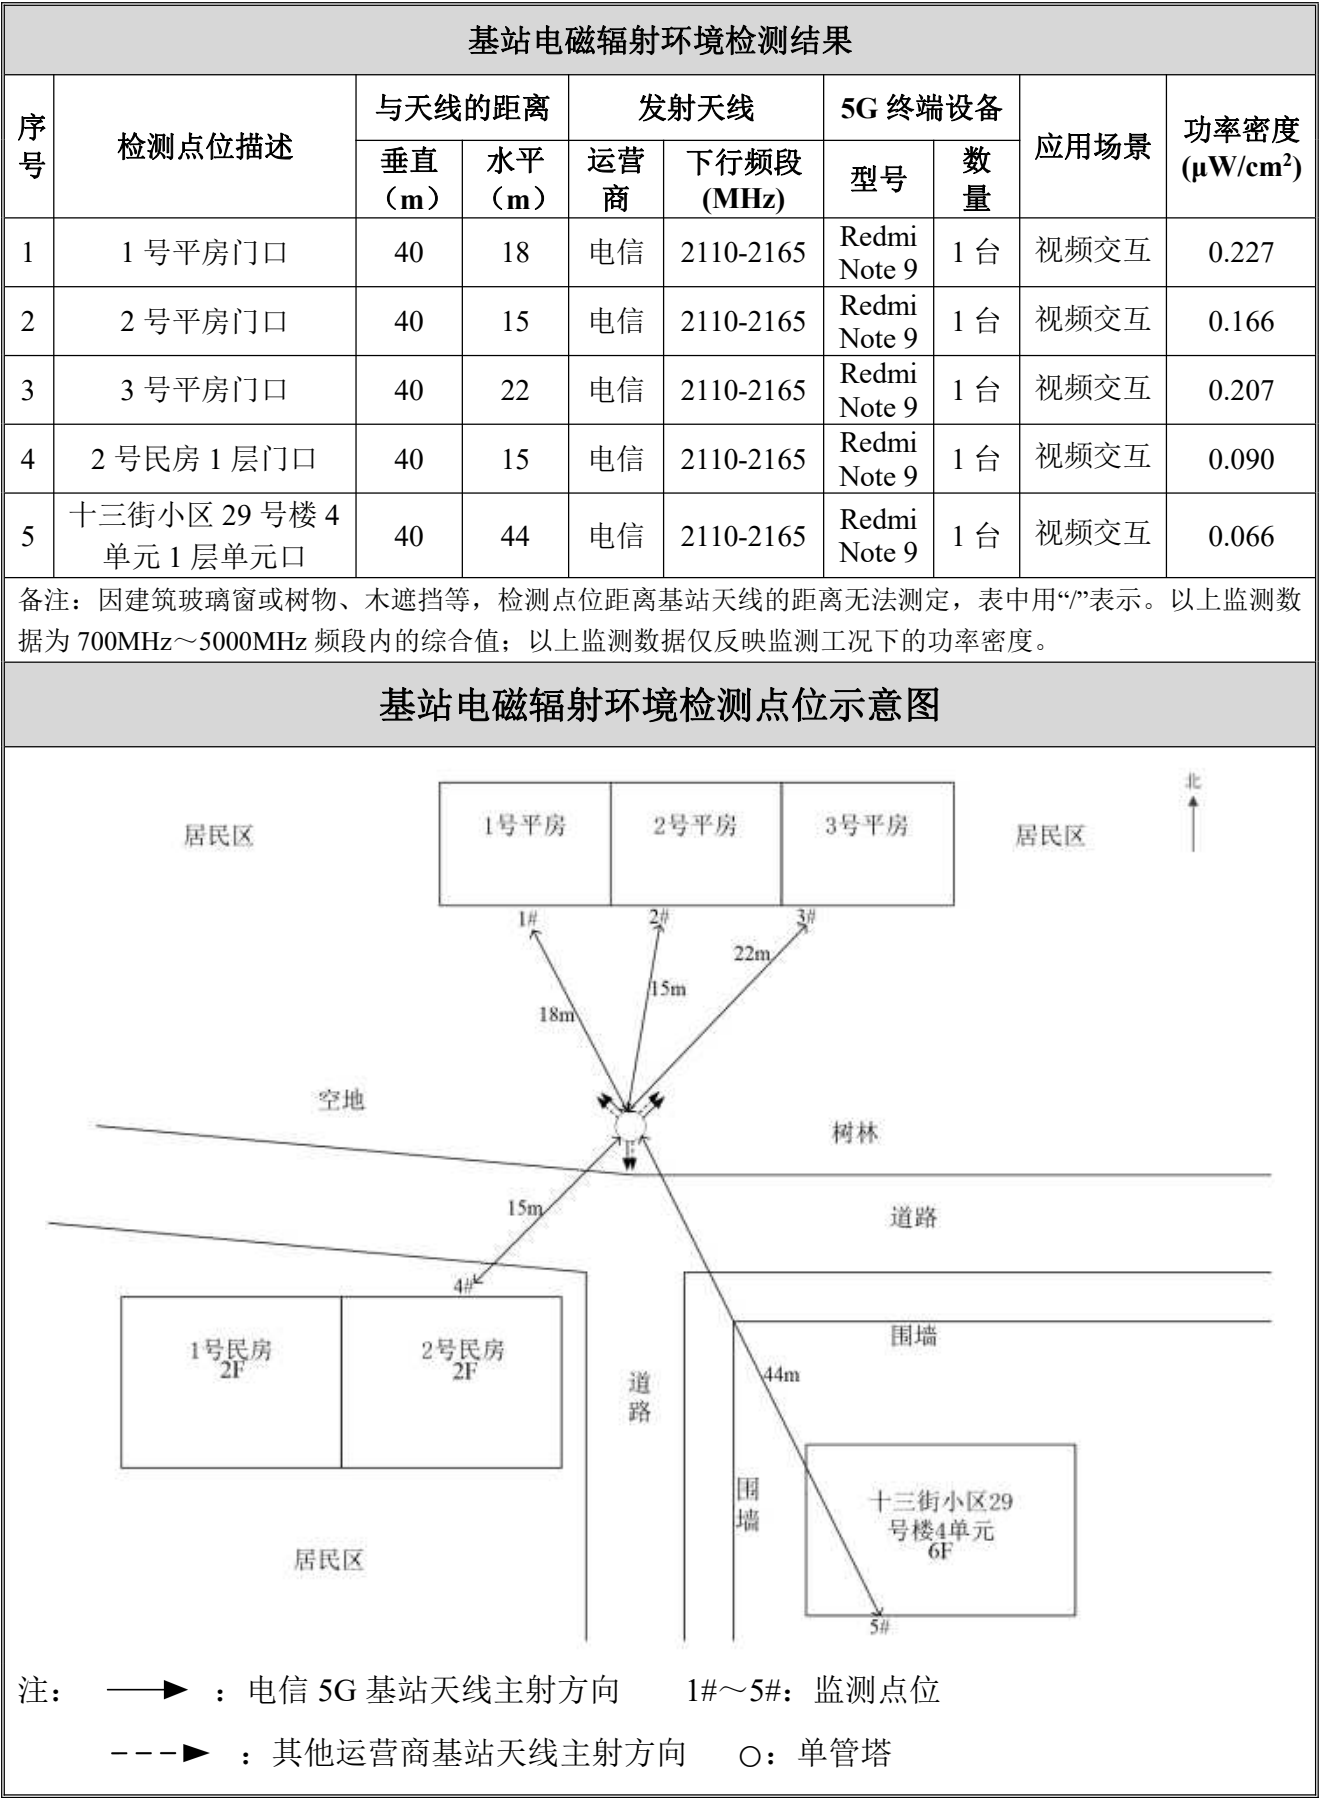 基站电磁辐射环境检测结果
序号 检测点位描述 与天线的距离 发射天线 5G 终端设备 应用场景 功率密度(μW/cm²)
垂直（m） 水平（m） 运营商 下行频段(MHz) 型号 数量
1 1 号平房门口 40 18 电信 2110-2165 Redmi Note 9 1 台 视频交互 0.227
2 2 号平房门口 40 15 电信 2110-2165 Redmi Note 9 1 台 视频交互 0.166
3 3 号平房门口 40 22 电信 2110-2165 Redmi Note 9 1 台 视频交互 0.207
4 2 号民房 1 层门口 40 15 电信 2110-2165 Redmi Note 9 1 台 视频交互 0.090
5 十三街小区 29 号楼 4 单元 1 层单元口 40 44 电信 2110-2165 Redmi Note 9 1 台 视频交互 0.066
备注：因建筑玻璃窗或树物、木遮挡等，检测点位距离基站天线的距离无法测定，表中用“/”表示。以上监测数
据为 700MHz～5000MHz 频段内的综合值；以上监测数据仅反映监测工况下的功率密度。
基站电磁辐射环境检测点位示意图
北
居民区 1号平房 2号平房 3号平房 居民区
1# 2# 3#
22m
15m
18m
空地
树林
15m
道路
4#
围墙
1号民房 2号民房
2F 2F
44m
道
路
围
墙
十三街小区29
号楼4单元
6F
居民区
5#
注： ：电信 5G 基站天线主射方向 1#～5#：监测点位
：其他运营商基站天线主射方向 ：单管塔